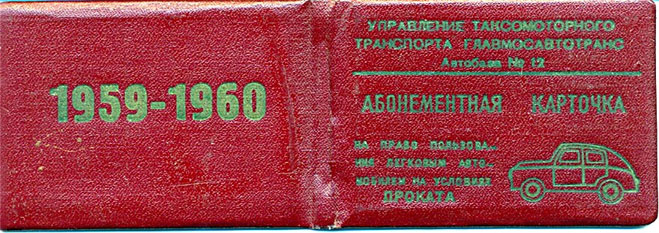 1959-1960
УПРАВЛЕНИЕ ТАКСОМОТОРНОГО
ТРАНСПОРТА ГЛАВМОСАВТОТРАНС
Автобаза № 12
АБОНЕМЕНТНАЯ КАРТОЧКА
НА ПРАВО ПОЛЬЗОВА-
НИЯ ЛЕГКОВЫМ АВТО-
МОБИЛЕМ НА УСЛОВИЯХ
ПРОКАТА